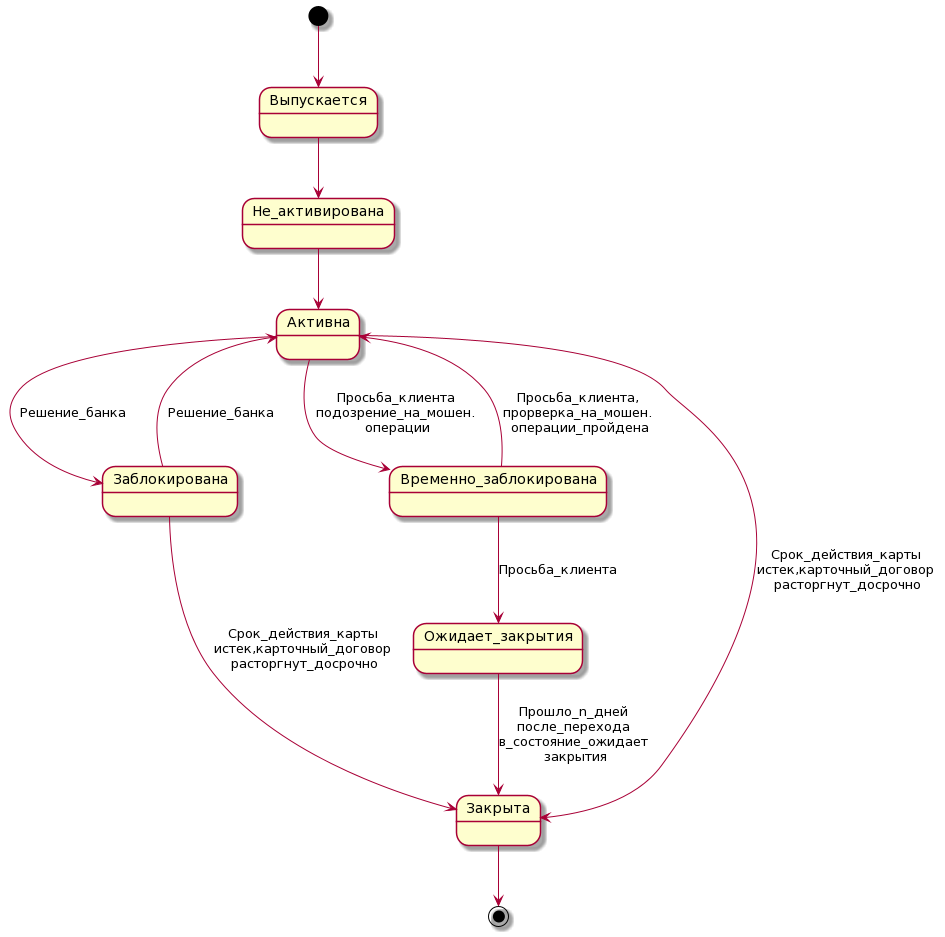 Выпускается
Не_активирована
Активна
Решение_банка
Решение_банка
Просьба_клиента
подозрение_на_мошен.
операции
Просьба_клиента,
прорверка_на_мошен.
операции_пройдена
Заблокирована
Временно_заблокирована
Просьба_клиента
Срок_действия_карты
истек,карточный_договор
расторгнут_досрочно
Срок_действия_карты
истек,карточный_договор
расторгнут_досрочно
Ожидает_закрытия
Прошло_n_дней
после_перехода
в_состояние_ожидает
закрытия
Закрыта